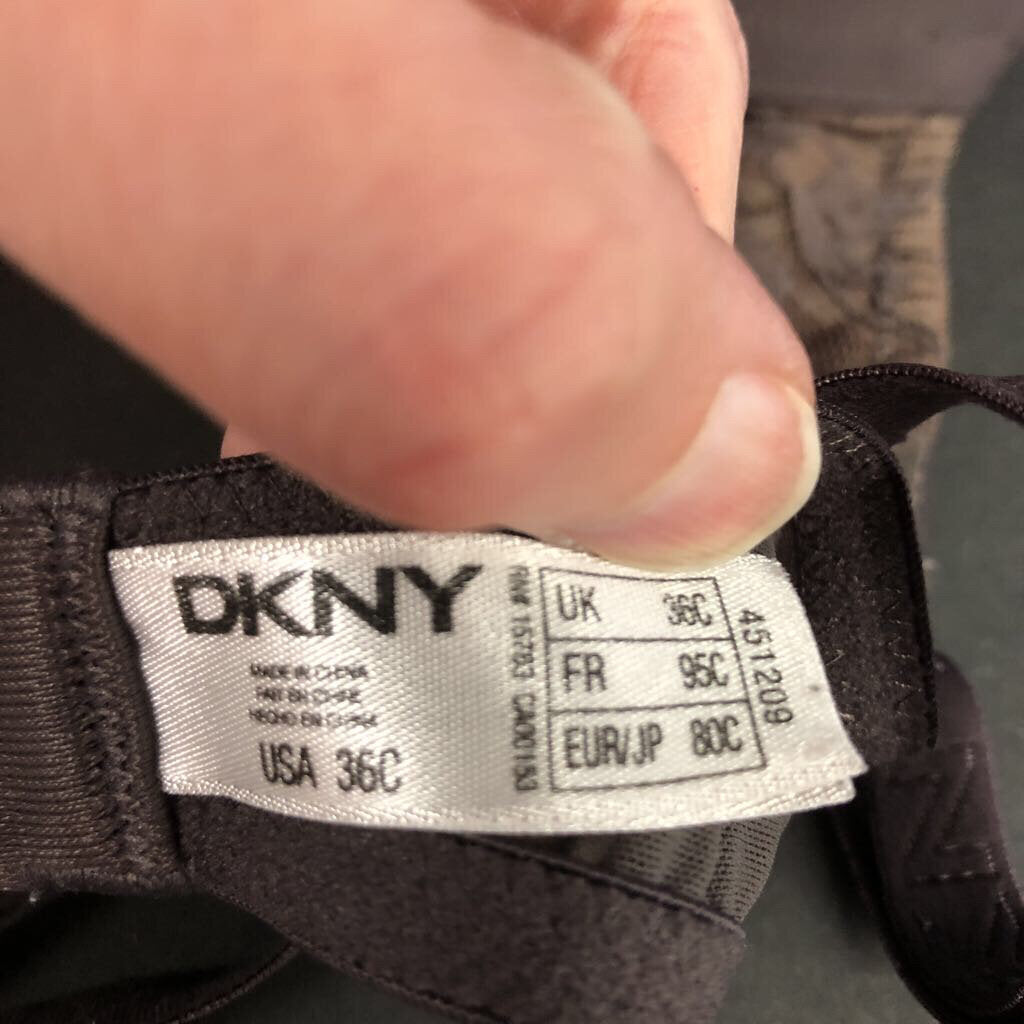 DKNY
MADE IN CHINA
FAIT EN CHINE
HECHO EN CHINA
USA 36C
RN# 15763 CA001153
UK 36C
FR 95C
EUR/JP 80C
451209